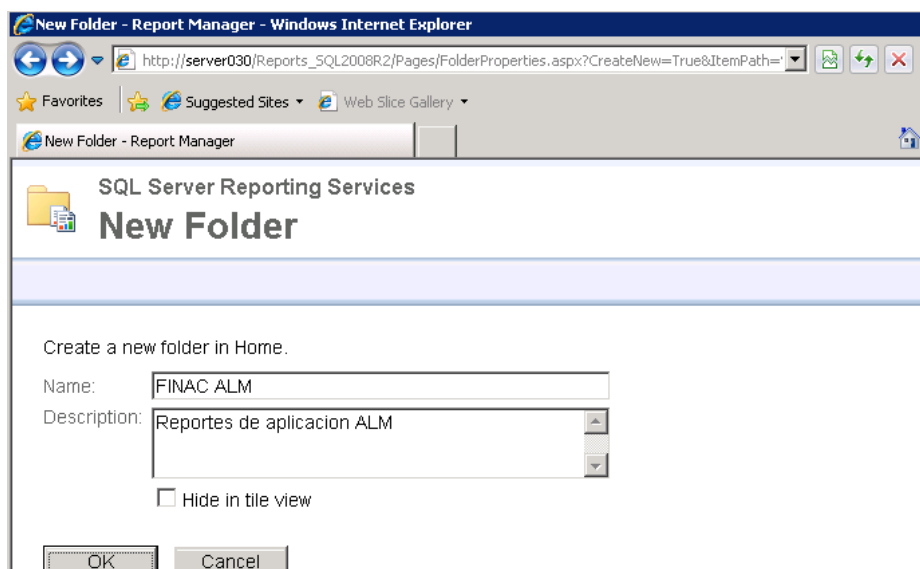 New Folder - Report Manager - Windows Internet Explorer
http://server030/Reports_SQL2008R2/Pages/FolderProperties.aspx?CreateNew=True&ItemPath=
Favorites Suggested Sites Web Slice Gallery
New Folder - Report Manager
SQL Server Reporting Services
New Folder
Create a new folder in Home.
Name: FINAC ALM
Description: Reportes de aplicacion ALM
Hide in tile view
OK Cancel